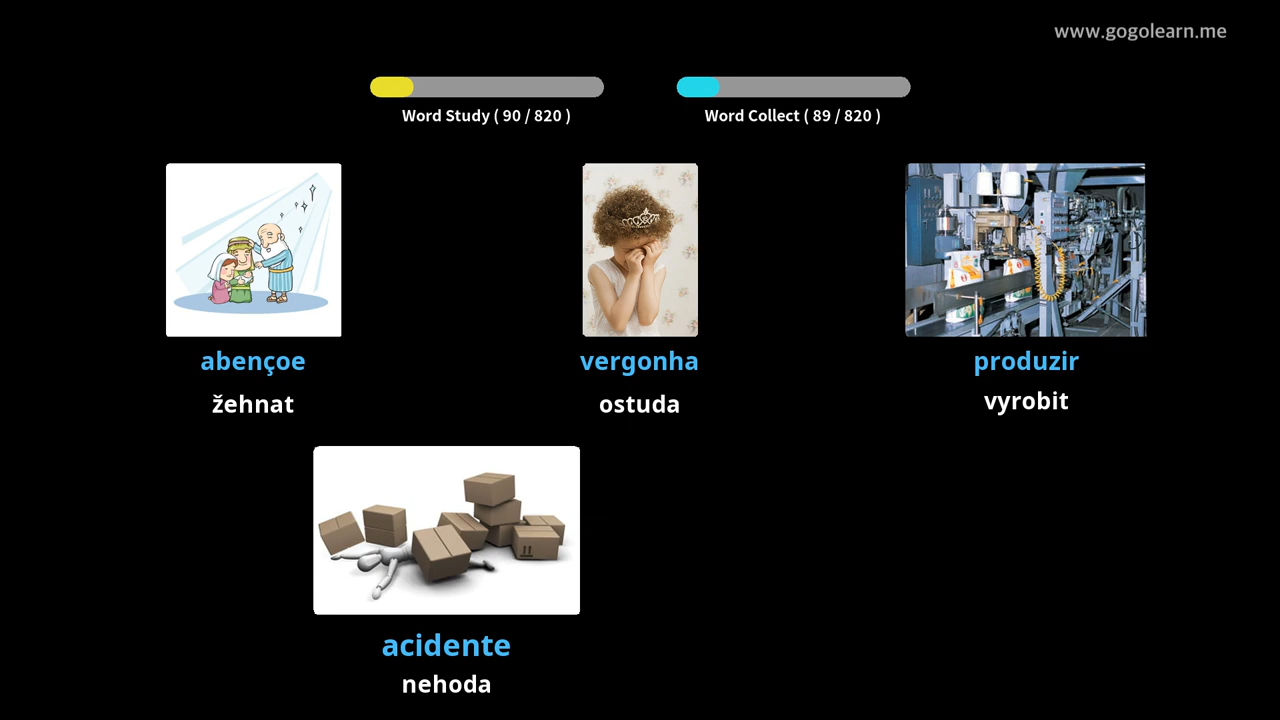 www.gogolearn.me
Word Study ( 90 / 820 )
Word Collect ( 89 / 820 )
abençoe
vergonha
produzir
žehnat
ostuda
vyrobit
acidente
nehoda